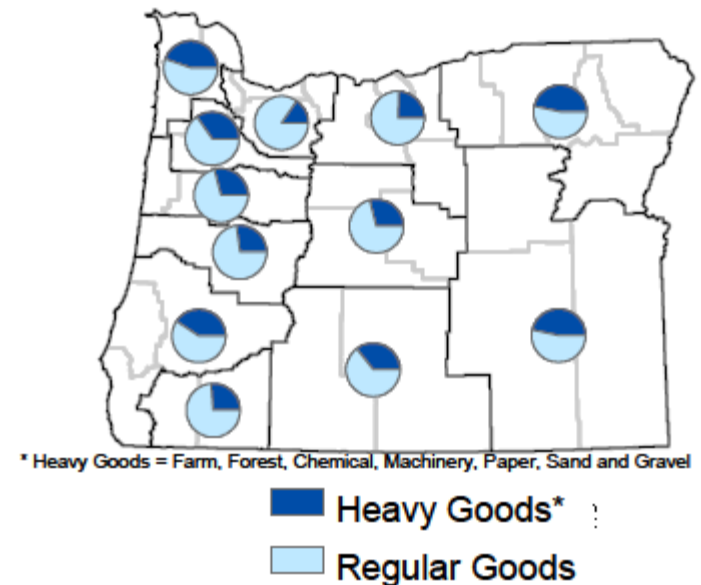 * Heavy Goods = Farm, Forest, Chemical, Machinery, Paper, Sand and Gravel
Heavy Goods*
Regular Goods